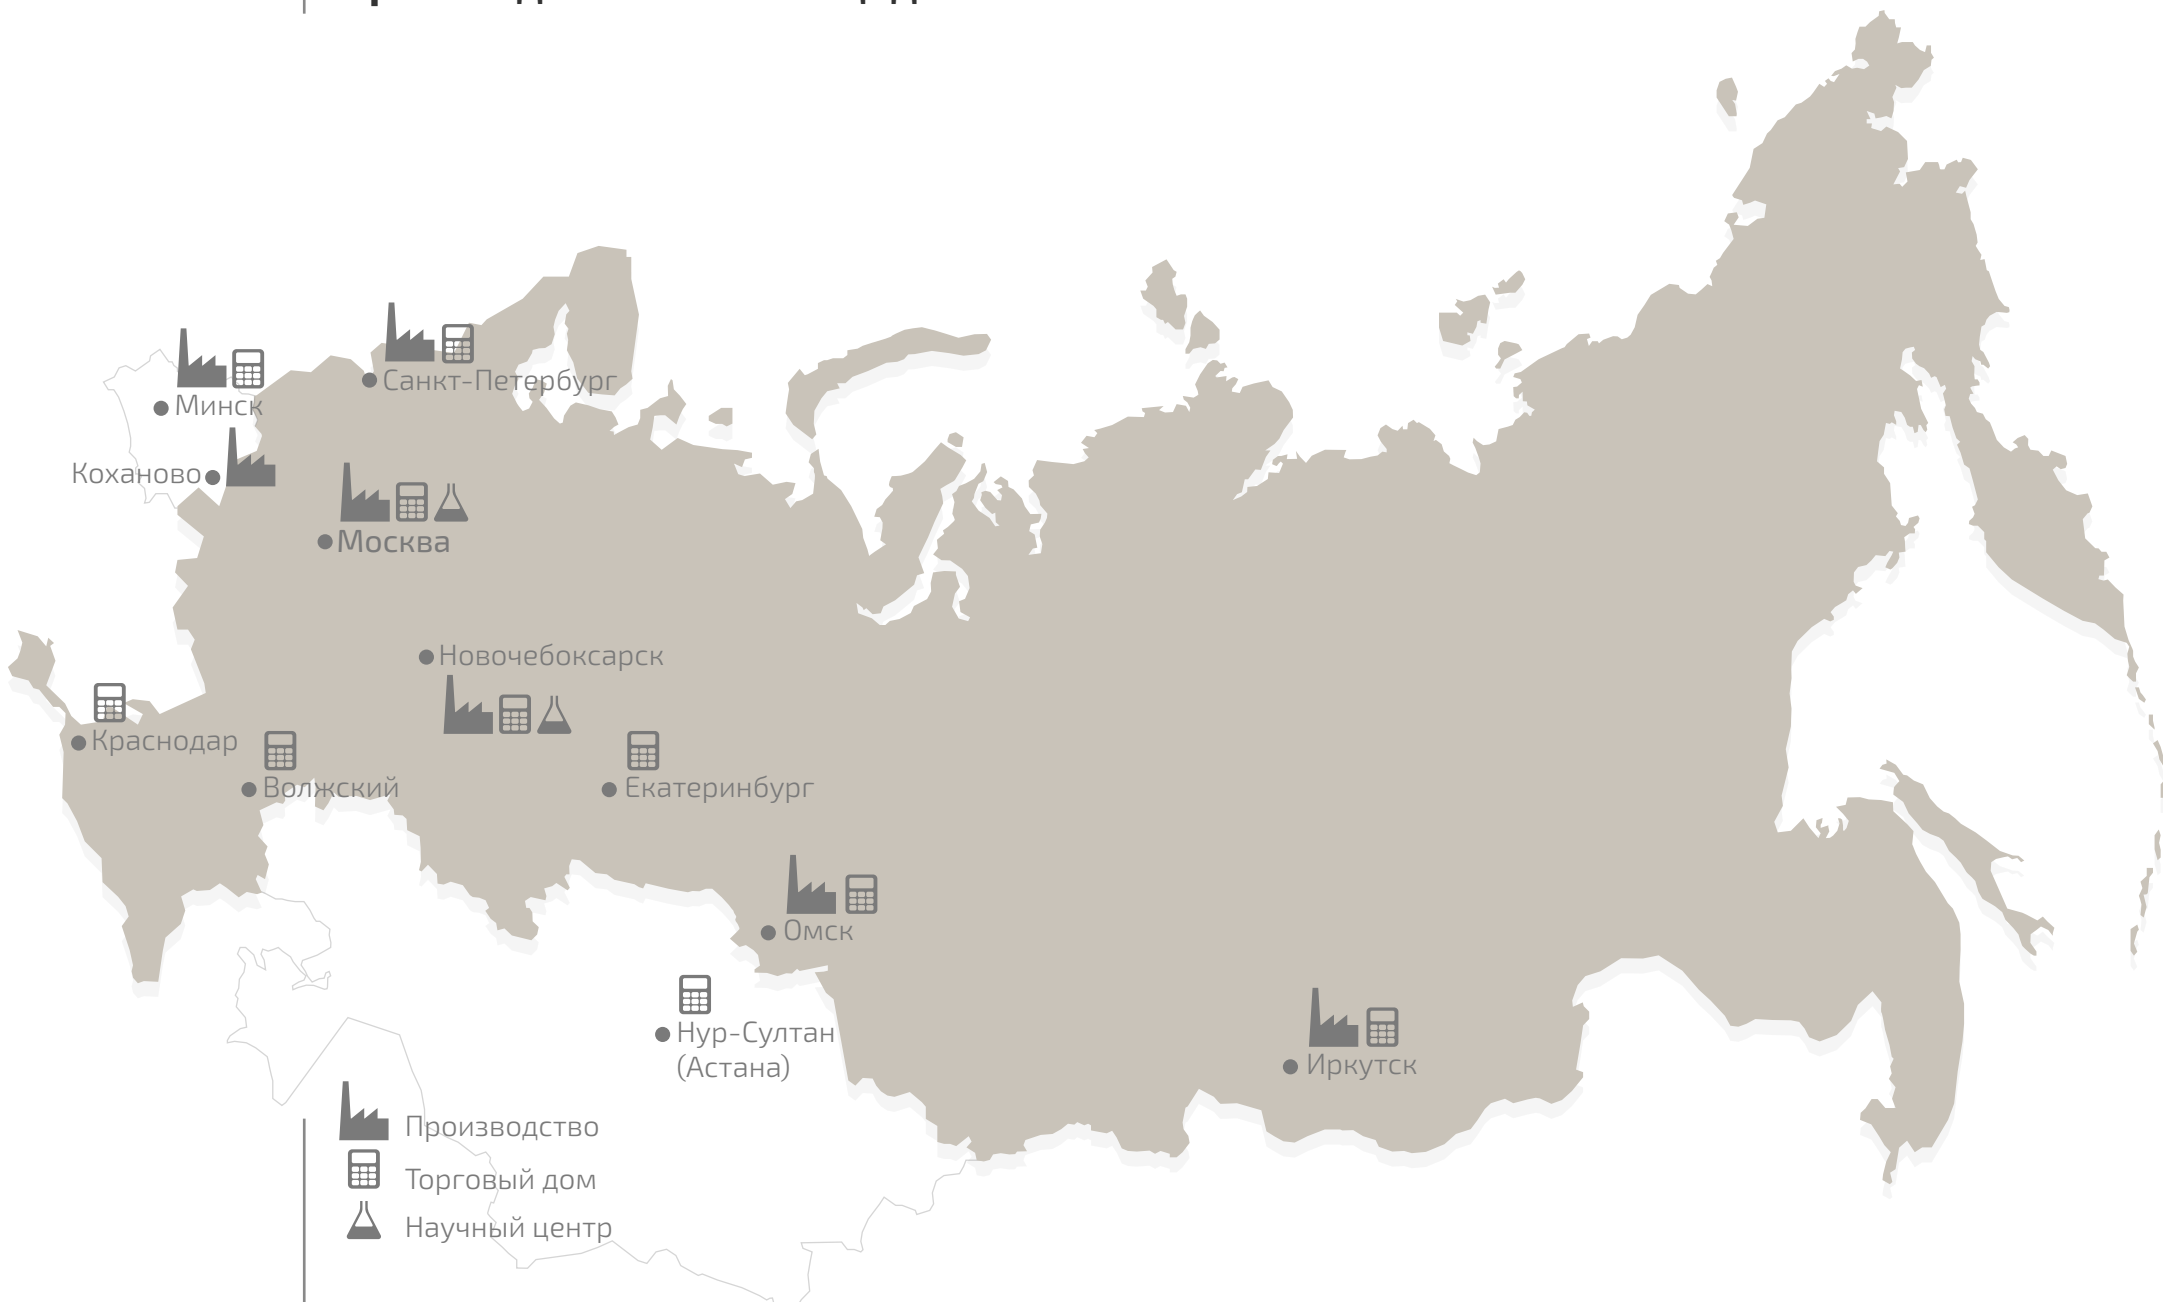 Санкт-Петербург
Минск
Коханово
Москва
Новочебоксарск
Краснодар
Волжский
Екатеринбург
Омск
Нур-Султан
(Астана)
Иркутск
Производство
Торговый дом
Научный центр